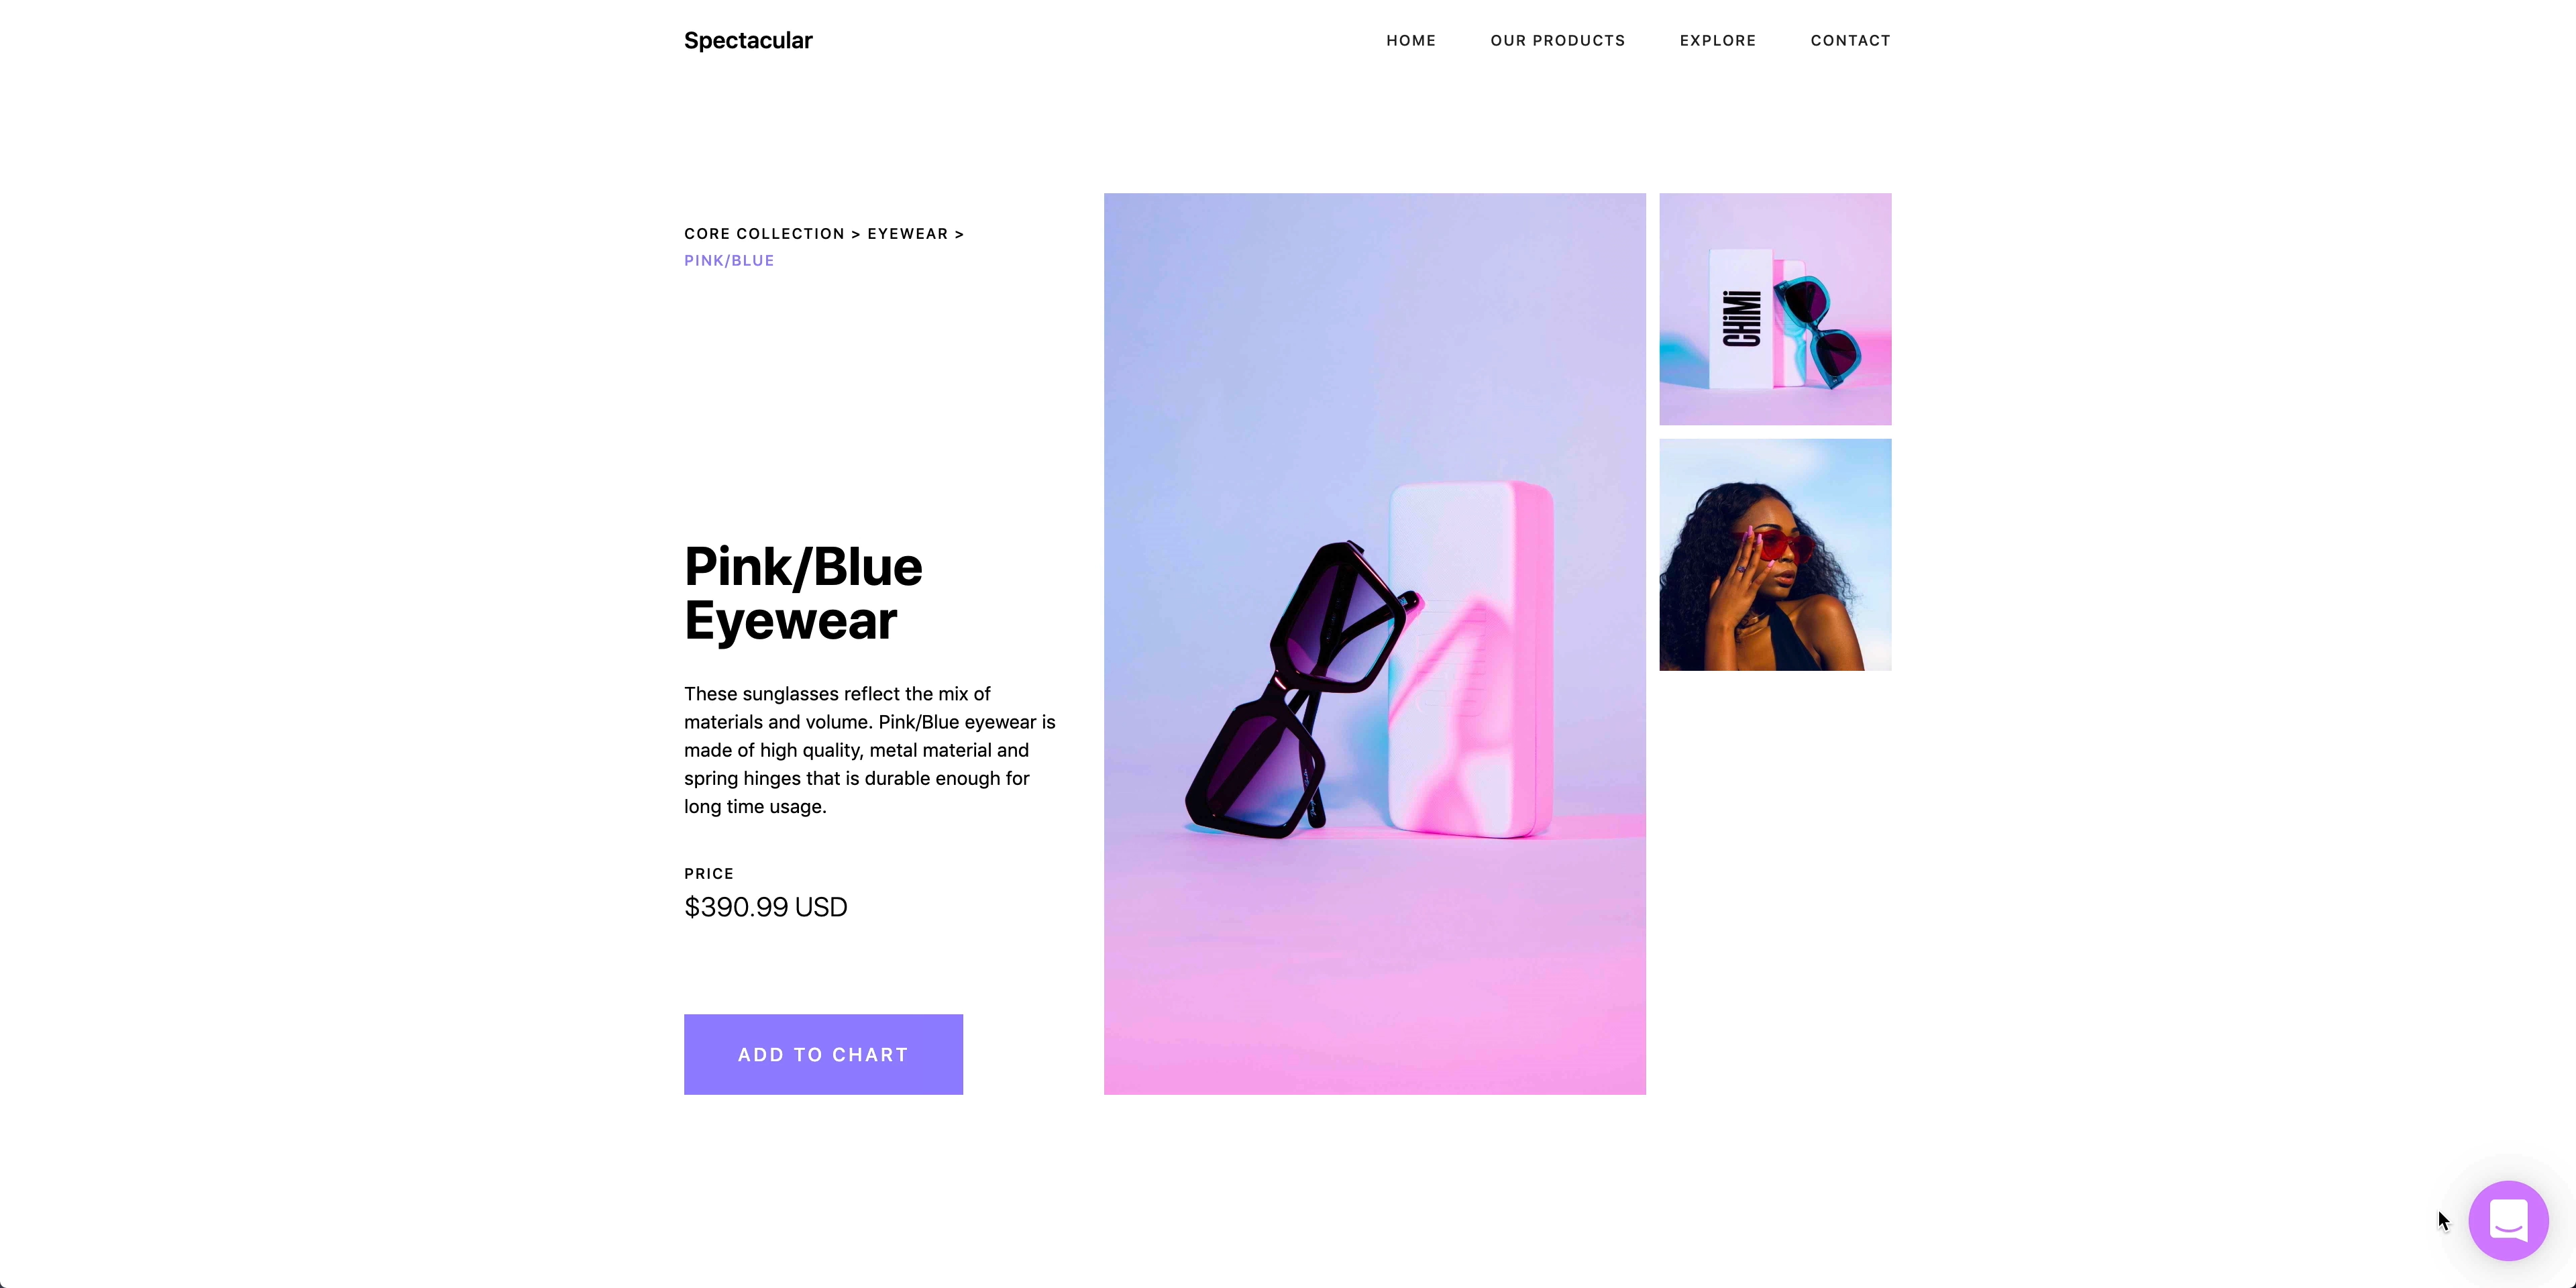 Spectacular
HOME OUR PRODUCTS EXPLORE CONTACT
CORE COLLECTION > EYEWEAR >
PINK/BLUE
Pink/Blue
Eyewear
These sunglasses reflect the mix of
materials and volume. Pink/Blue eyewear is
made of high quality, metal material and
spring hinges that is durable enough for
long time usage.
PRICE
$390.99 USD
ADD TO CHART
CHiMi